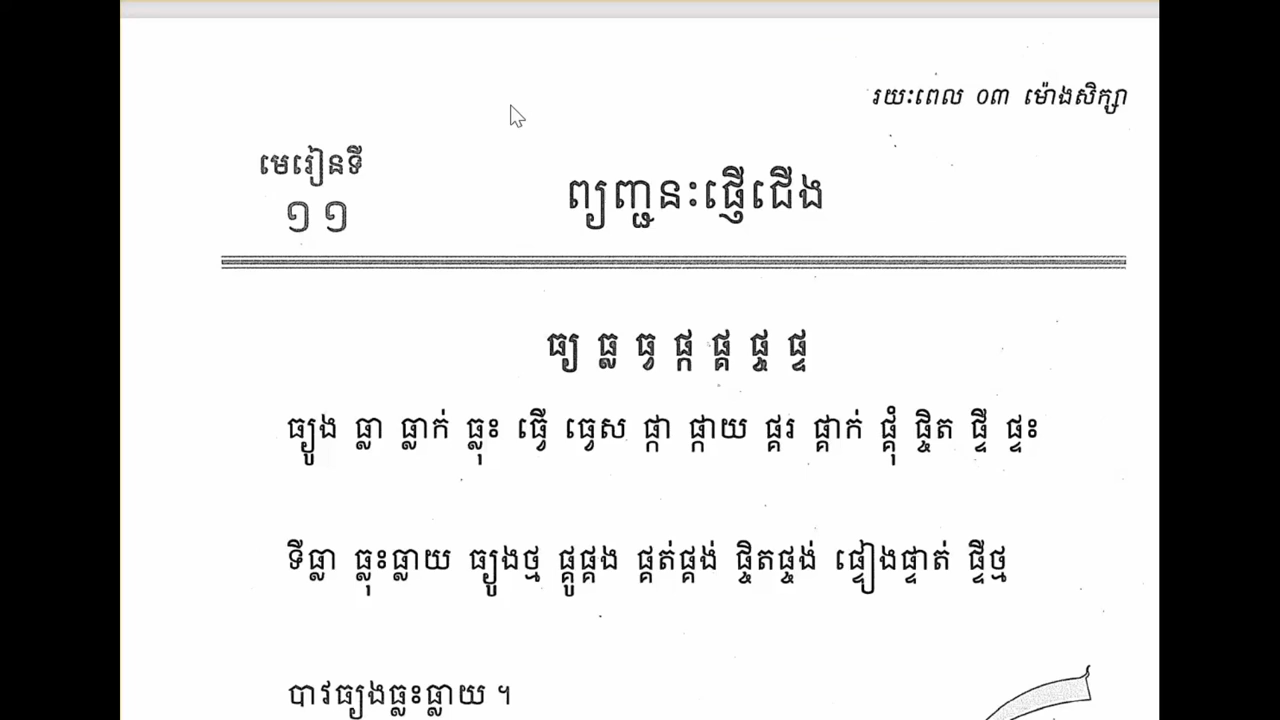 រយៈពេល ០៣ ម៉ោងសិក្សា
មេរៀនទី
១១
ព្យញ្ជនៈផ្ញើជើង
ធ្យ ធ្ល ធ្វ ផ្ក ផ្គ ផ្ច ផ្ទ
ធ្យូង ធ្លា ធ្លាក់ ធ្លុះ ធ្វើ ធ្វេស ផ្កា ផ្កាយ ផ្គរ ផ្គាក់ ផ្គុំ ផ្ចិត ផ្ទី ផ្ទះ
ទីធ្លា ធ្លុះធ្លាយ ធ្យូងថ្ម ផ្គូផ្គង ផ្គត់ផ្គង់ ផ្ចិតផ្ចង់ ផ្ទៀងផ្ទាត់ ផ្ទីថ្ម
បាវធ្យូងធ្លុះធ្លាយ ។